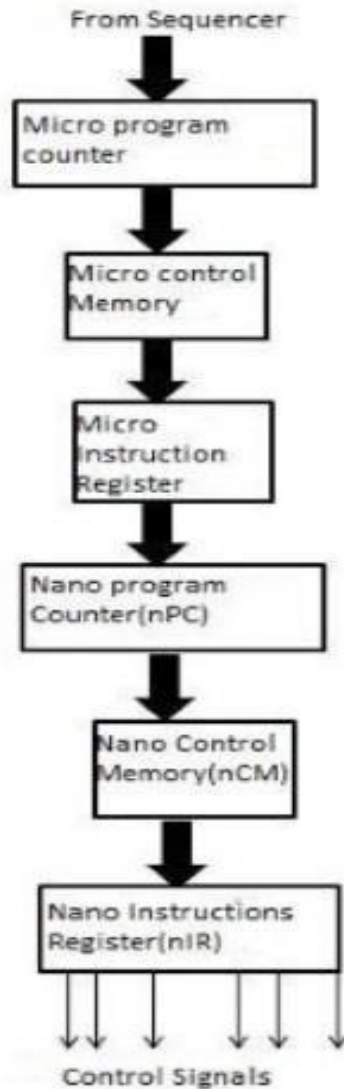 From Sequencer
Micro program
counter
Micro control
Memory
Micro
Instruction
Register
Nano program
Counter(nPC)
Nano Control
Memory(nCM)
Nano Instructions
Register(nIR)
Control Signals